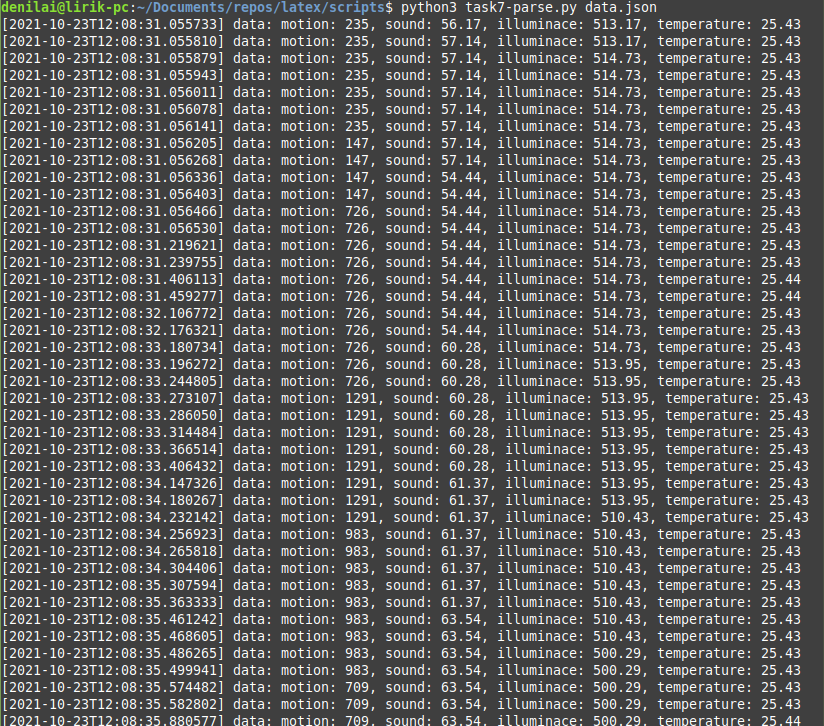 denilai@lirik-pc:~/Documents/repos/latex/scripts$ python3 task7-parse.py data.json
[2021-10-23T12:08:31.055733] data: motion: 235, sound: 56.17, illuminace: 513.17, temperature: 25.43
[2021-10-23T12:08:31.055810] data: motion: 235, sound: 57.14, illuminace: 513.17, temperature: 25.43
[2021-10-23T12:08:31.055879] data: motion: 235, sound: 57.14, illuminace: 514.73, temperature: 25.43
[2021-10-23T12:08:31.055943] data: motion: 235, sound: 57.14, illuminace: 514.73, temperature: 25.43
[2021-10-23T12:08:31.056011] data: motion: 235, sound: 57.14, illuminace: 514.73, temperature: 25.43
[2021-10-23T12:08:31.056078] data: motion: 235, sound: 57.14, illuminace: 514.73, temperature: 25.43
[2021-10-23T12:08:31.056141] data: motion: 235, sound: 57.14, illuminace: 514.73, temperature: 25.43
[2021-10-23T12:08:31.056205] data: motion: 147, sound: 57.14, illuminace: 514.73, temperature: 25.43
[2021-10-23T12:08:31.056268] data: motion: 147, sound: 57.14, illuminace: 514.73, temperature: 25.43
[2021-10-23T12:08:31.056336] data: motion: 147, sound: 54.44, illuminace: 514.73, temperature: 25.43
[2021-10-23T12:08:31.056403] data: motion: 147, sound: 54.44, illuminace: 514.73, temperature: 25.43
[2021-10-23T12:08:31.056466] data: motion: 726, sound: 54.44, illuminace: 514.73, temperature: 25.43
[2021-10-23T12:08:31.056530] data: motion: 726, sound: 54.44, illuminace: 514.73, temperature: 25.43
[2021-10-23T12:08:31.219621] data: motion: 726, sound: 54.44, illuminace: 514.73, temperature: 25.43
[2021-10-23T12:08:31.239755] data: motion: 726, sound: 54.44, illuminace: 514.73, temperature: 25.43
[2021-10-23T12:08:31.406113] data: motion: 726, sound: 54.44, illuminace: 514.73, temperature: 25.44
[2021-10-23T12:08:31.459277] data: motion: 726, sound: 54.44, illuminace: 514.73, temperature: 25.44
[2021-10-23T12:08:32.106772] data: motion: 726, sound: 54.44, illuminace: 514.73, temperature: 25.43
[2021-10-23T12:08:32.176321] data: motion: 726, sound: 54.44, illuminace: 514.73, temperature: 25.43
[2021-10-23T12:08:33.180734] data: motion: 726, sound: 60.28, illuminace: 514.73, temperature: 25.43
[2021-10-23T12:08:33.196272] data: motion: 726, sound: 60.28, illuminace: 513.95, temperature: 25.43
[2021-10-23T12:08:33.244805] data: motion: 726, sound: 60.28, illuminace: 513.95, temperature: 25.43
[2021-10-23T12:08:33.273107] data: motion: 1291, sound: 60.28, illuminace: 513.95, temperature: 25.43
[2021-10-23T12:08:33.286050] data: motion: 1291, sound: 60.28, illuminace: 513.95, temperature: 25.43
[2021-10-23T12:08:33.314484] data: motion: 1291, sound: 60.28, illuminace: 513.95, temperature: 25.43
[2021-10-23T12:08:33.366514] data: motion: 1291, sound: 60.28, illuminace: 513.95, temperature: 25.43
[2021-10-23T12:08:33.406432] data: motion: 1291, sound: 60.28, illuminace: 513.95, temperature: 25.43
[2021-10-23T12:08:34.147326] data: motion: 1291, sound: 61.37, illuminace: 513.95, temperature: 25.43
[2021-10-23T12:08:34.180267] data: motion: 1291, sound: 61.37, illuminace: 513.95, temperature: 25.43
[2021-10-23T12:08:34.232142] data: motion: 1291, sound: 61.37, illuminace: 510.43, temperature: 25.43
[2021-10-23T12:08:34.256923] data: motion: 983, sound: 61.37, illuminace: 510.43, temperature: 25.43
[2021-10-23T12:08:34.265818] data: motion: 983, sound: 61.37, illuminace: 510.43, temperature: 25.43
[2021-10-23T12:08:34.304406] data: motion: 983, sound: 61.37, illuminace: 510.43, temperature: 25.43
[2021-10-23T12:08:35.307594] data: motion: 983, sound: 61.37, illuminace: 510.43, temperature: 25.43
[2021-10-23T12:08:35.363333] data: motion: 983, sound: 61.37, illuminace: 510.43, temperature: 25.43
[2021-10-23T12:08:35.461242] data: motion: 983, sound: 63.54, illuminace: 510.43, temperature: 25.43
[2021-10-23T12:08:35.468605] data: motion: 983, sound: 63.54, illuminace: 510.43, temperature: 25.43
[2021-10-23T12:08:35.486265] data: motion: 983, sound: 63.54, illuminace: 500.29, temperature: 25.43
[2021-10-23T12:08:35.499941] data: motion: 983, sound: 63.54, illuminace: 500.29, temperature: 25.43
[2021-10-23T12:08:35.574482] data: motion: 709, sound: 63.54, illuminace: 500.29, temperature: 25.43
[2021-10-23T12:08:35.582802] data: motion: 709, sound: 63.54, illuminace: 500.29, temperature: 25.43
[2021-10-23T12:08:35.880577] data: motion: 709, sound: 63.54, illuminace: 500.29, temperature: 25.44